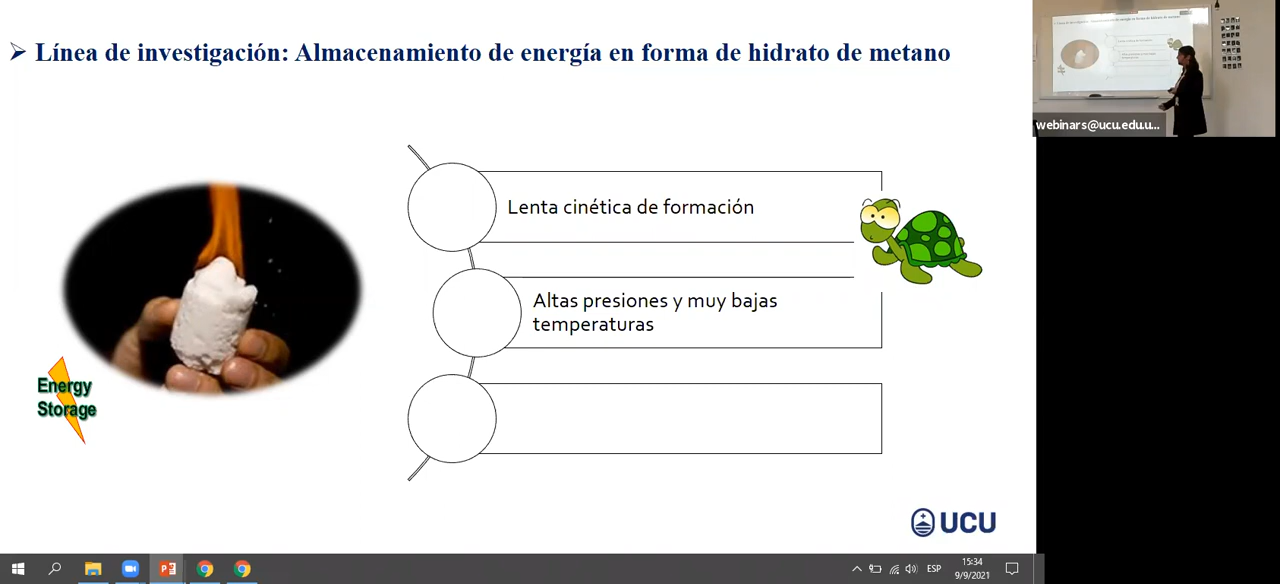 Línea de investigación: Almacenamiento de energía en forma de hidrato de metano
webinars@ucu.edu.u...
Lenta cinética de formación
Altas presiones y muy bajas
temperaturas
Energy
Storage
UCU
ESP
15:34
9/9/2021